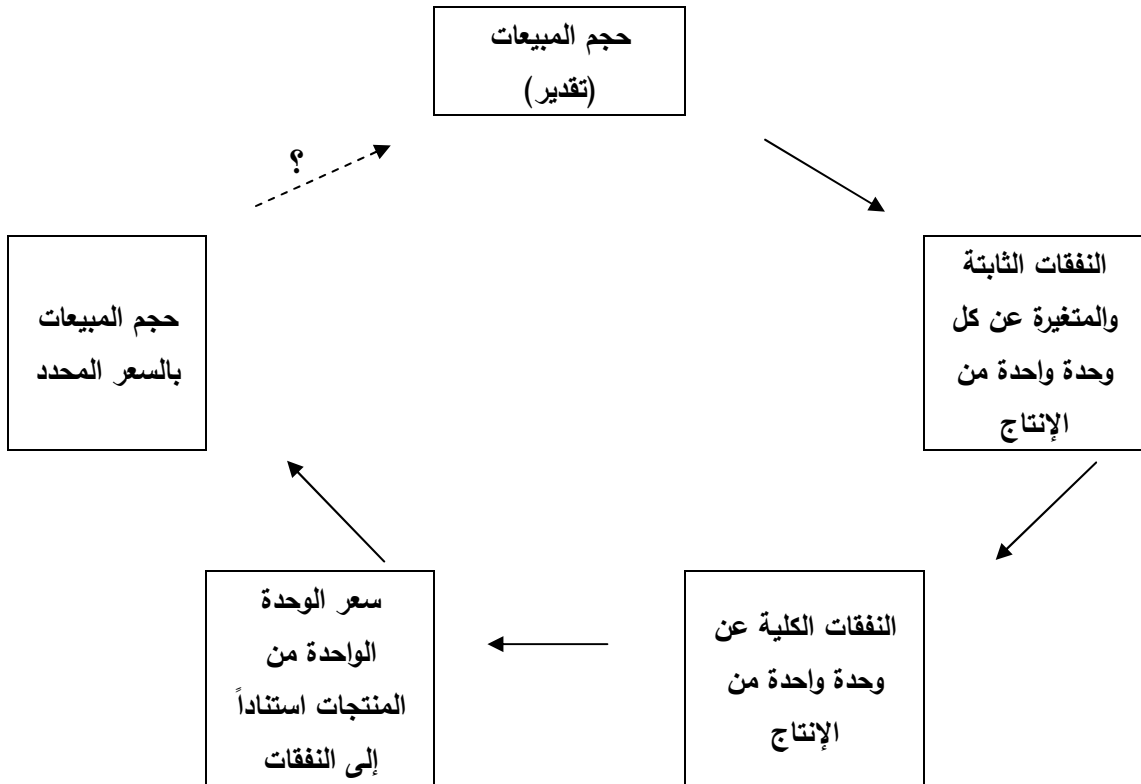 حجم المبيعات
(تقدير)
؟
النفقات الثابتة
والمتغيرة عن كل
وحدة واحدة من
الإنتاج
حجم المبيعات
بالسعر المحدد
النفقات الكلية عن
وحدة واحدة من
الإنتاج
سعر الوحدة
الواحدة من
المنتجات استناداً
إلى النفقات